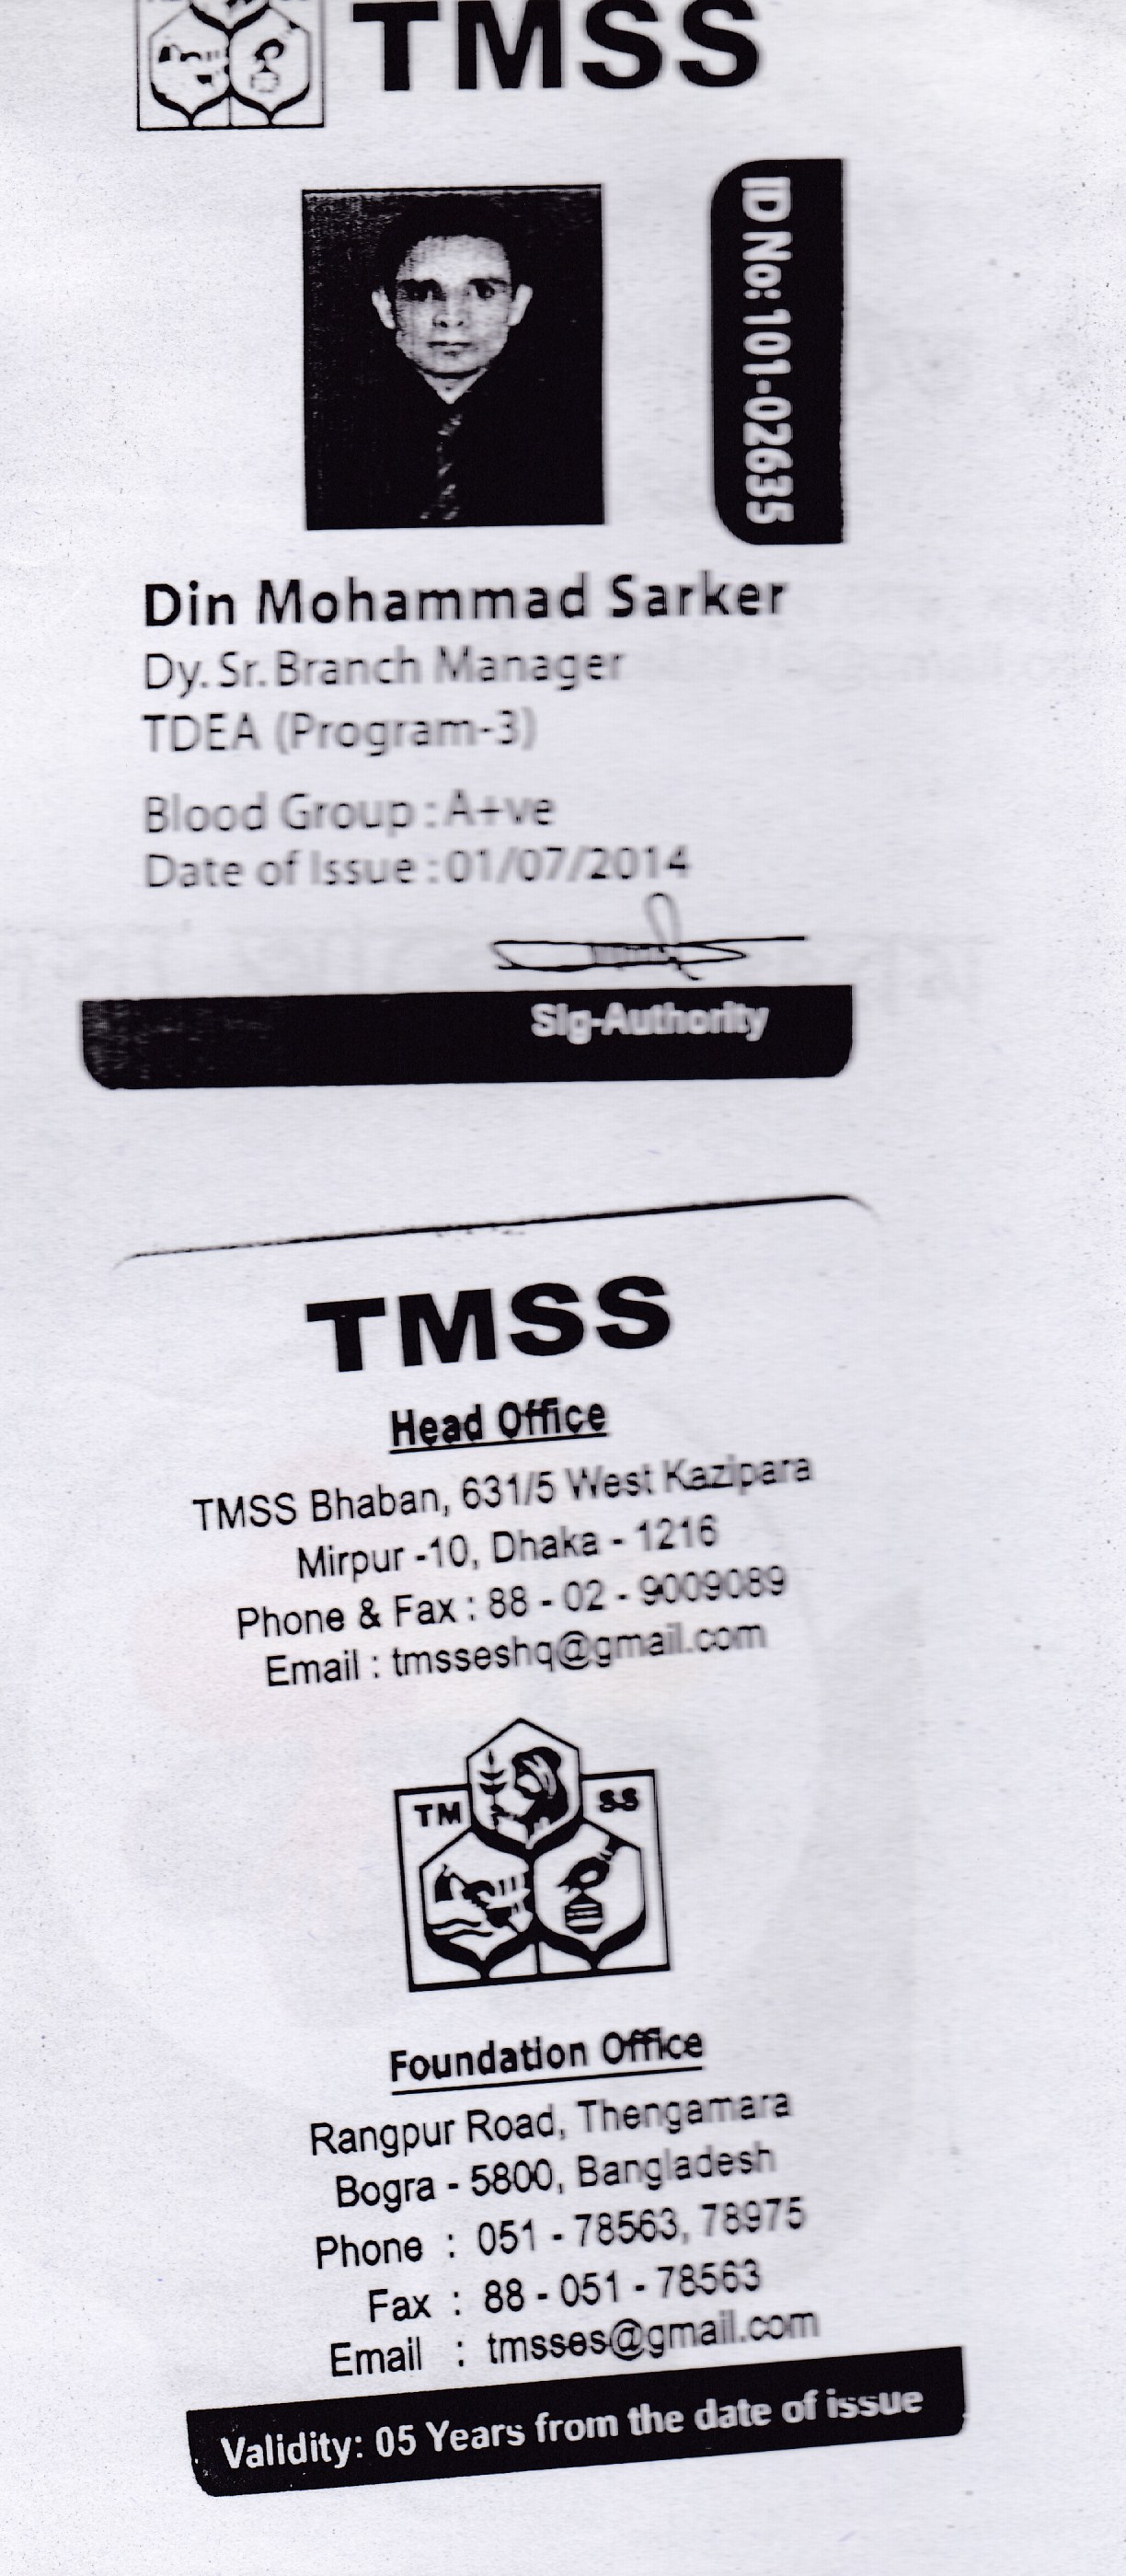 TMSS
ID No: 101-02635
Din Mohammad Sarker
Dy. Sr. Branch Manager
TDEA (Program-3)
Blood Group : A+ve
Date of Issue : 01/07/2014
Sig-Authority
TMSS
Head Office
TMSS Bhaban, 631/5 West Kazipara
Mirpur -10, Dhaka - 1216
Phone & Fax : 88 - 02 - 9009089
Email : tmsseshq@gmail.com
TM SS
Foundation Office
Rangpur Road, Thengamara
Bogra - 5800, Bangladesh
Phone : 051 - 78563, 78975
Fax : 88 - 051 - 78563
Email : tmsses@gmail.com
Validity: 05 Years from the date of issue